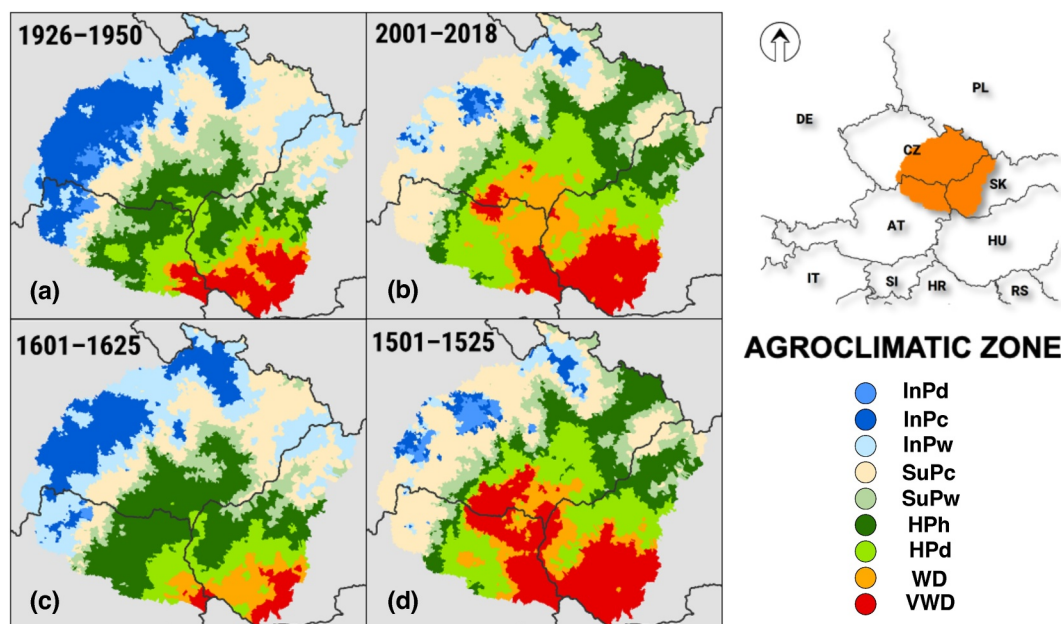 1926–1950
2001–2018
(a)
(b)
1601–1625
1501–1525
(c)
(d)
PL
DE
CZ
SK
AT
HU
IT
SI
HR
RS
AGROCLIMATIC ZONE
InPd
InPc
InPw
SuPc
SuPw
HPh
HPd
WD
VWD